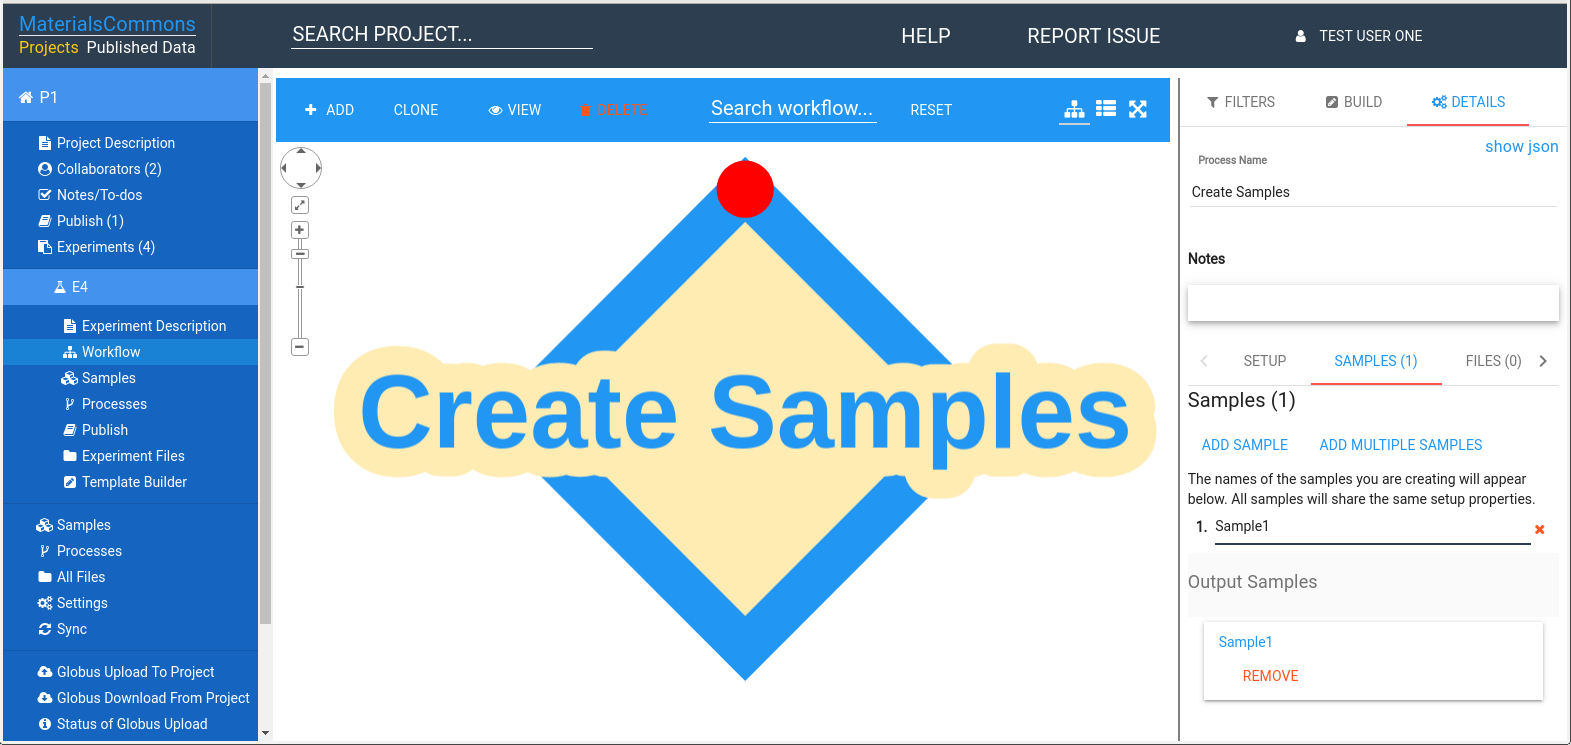 MaterialsCommons
Projects Published Data
SEARCH PROJECT...
HELP
REPORT ISSUE
TEST USER ONE
P1
Project Description
Collaborators (2)
Notes/To-dos
Publish (1)
Experiments (4)
E4
Experiment Description
Workflow
Samples
Processes
Publish
Experiment Files
Template Builder
Samples
Processes
All Files
Settings
Sync
Globus Upload To Project
Globus Download From Project
Status of Globus Upload
ADD
CLONE
VIEW
DELETE
Search workflow...
RESET
Create Samples
FILTERS
BUILD
DETAILS
show json
Process Name
Create Samples
Notes
SETUP
SAMPLES (1)
FILES (0)
Samples (1)
ADD SAMPLE
ADD MULTIPLE SAMPLES
The names of the samples you are creating will appear
below. All samples will share the same setup properties.
1. Sample1
Output Samples
Sample1
REMOVE